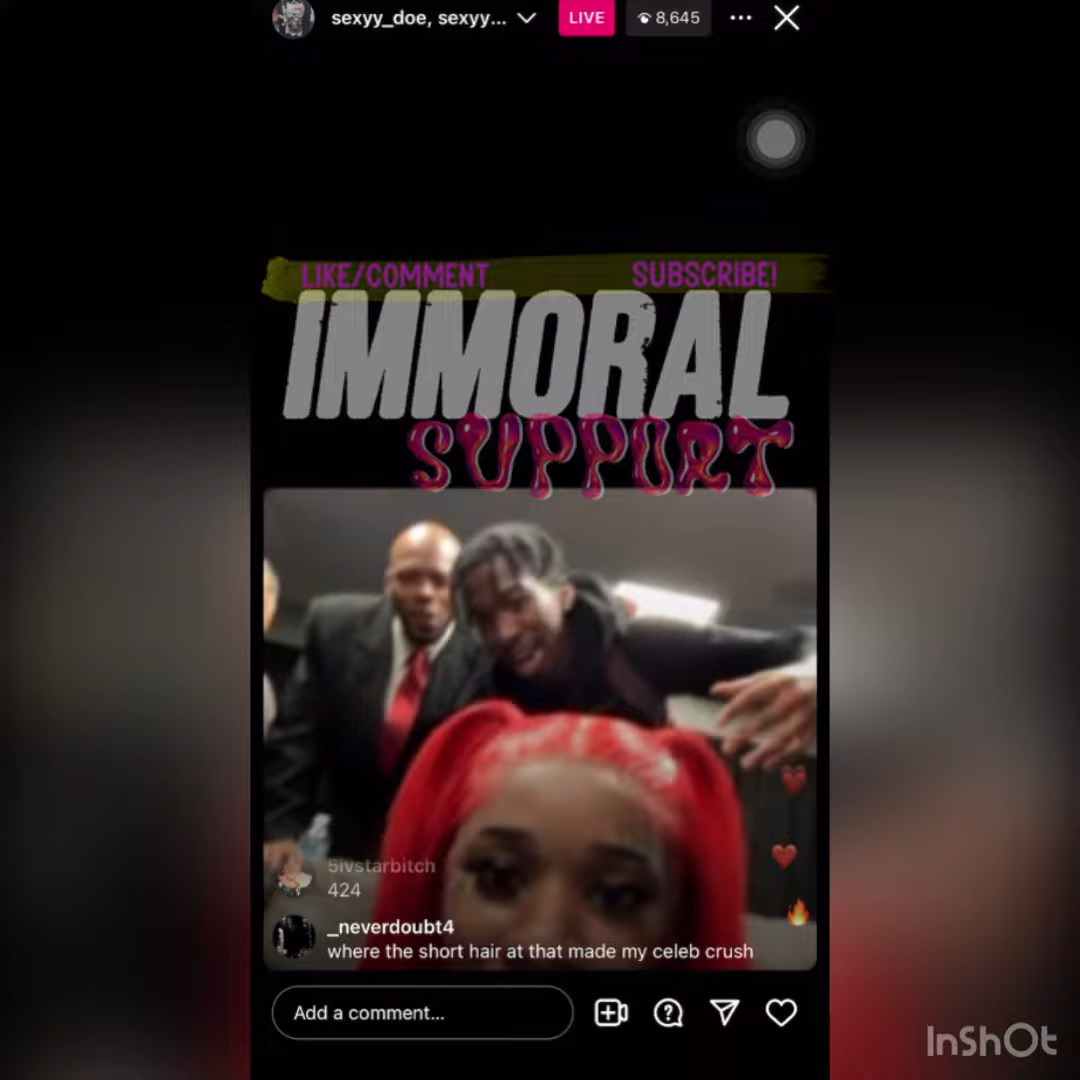 sexyy_doe, sexyy...
LIVE
8,645
LIKE/COMMENT
SUBSCRIBE!
IMMORAL
SUPPORT
5ivstarbitch
424
_neverdoubt4
where the short hair at that made my celeb crush
Add a comment...
InShOt